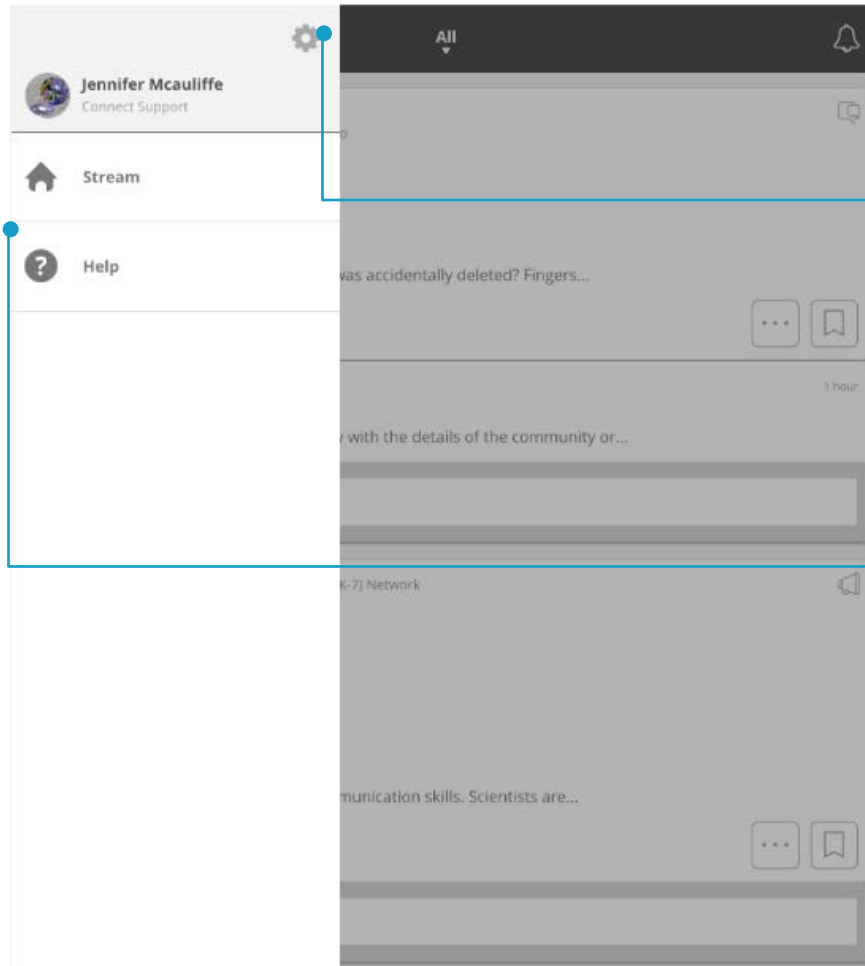 All
Jennifer Mcauliffe
Connect Support
Stream
Help
was accidentally deleted? Fingers...
1 hour
with the details of the community or...
K-7) Network
munication skills. Scientists are...